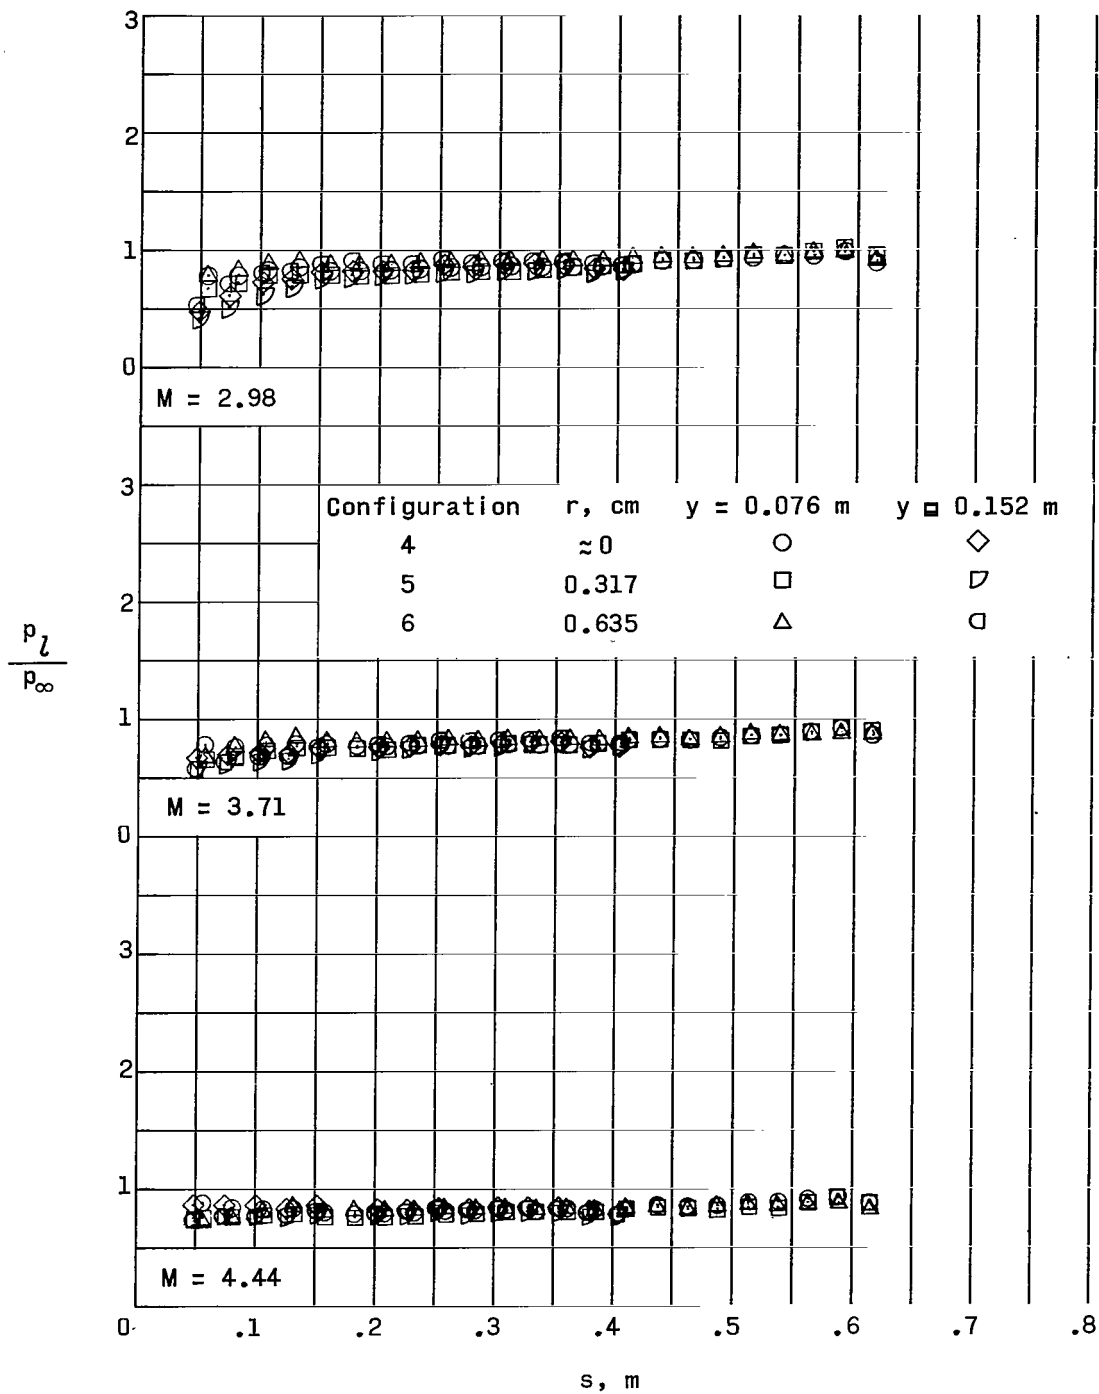 3
2
1
0
M = 2.98
3
Configuration r, cm y = 0.076 m y = 0.152 m
4 ≈0
5 0.317
2
6 0.635
p_l
p_∞
1
M = 3.71
0
3
2
1
M = 4.44
0 .1 .2 .3 .4 .5 .6 .7 .8
s, m